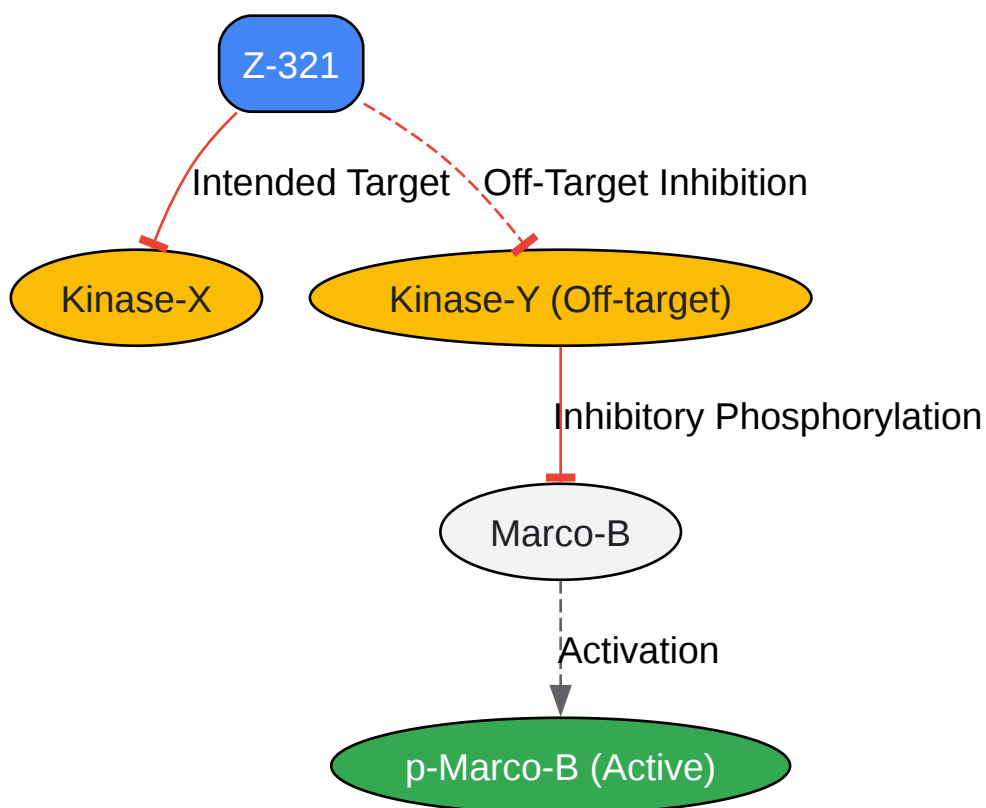 Z-321
Intended Target
Off-Target Inhibition
Kinase-X
Kinase-Y (Off-target)
Inhibitory Phosphorylation
Marco-B
Activation
p-Marco-B (Active)